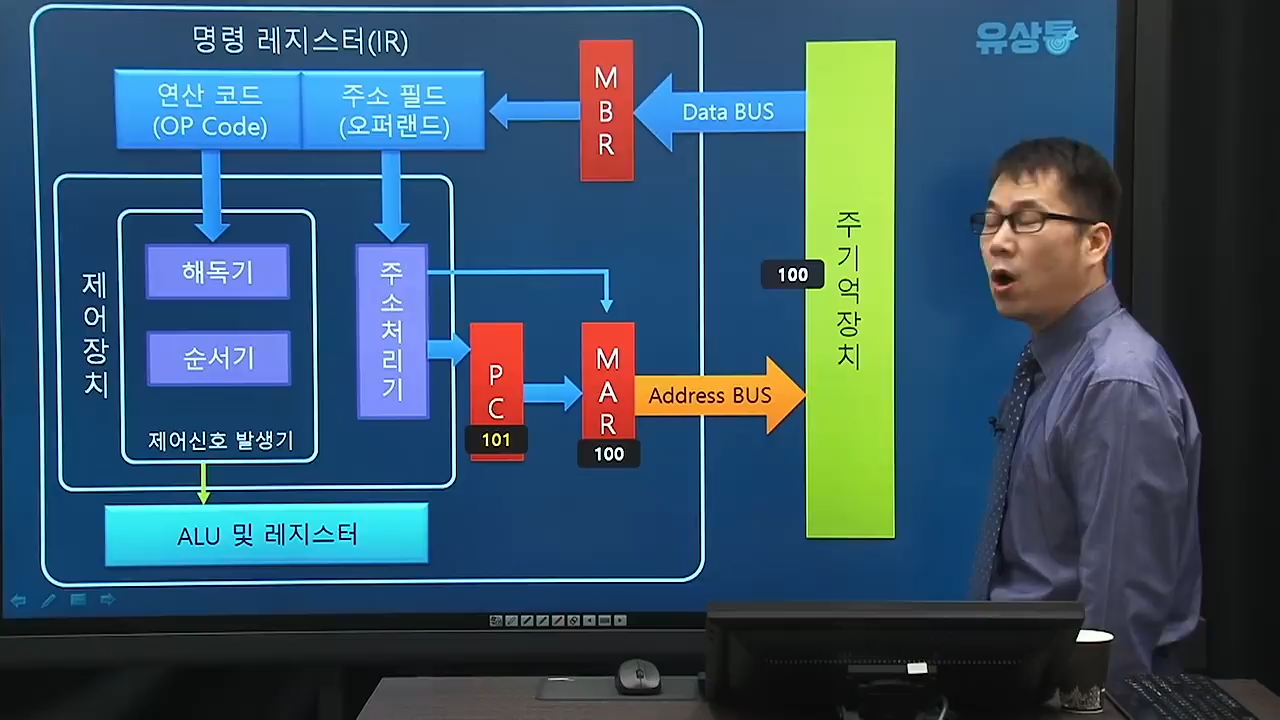 명령 레지스터(IR)
유상통
연산 코드
(OP Code)
주소 필드
(오퍼랜드)
MBR
Data BUS
제어장치
해독기
순서기
제어신호 발생기
주소처리기
PC
101
MAR
100
Address BUS
100
주기억장치
ALU 및 레지스터